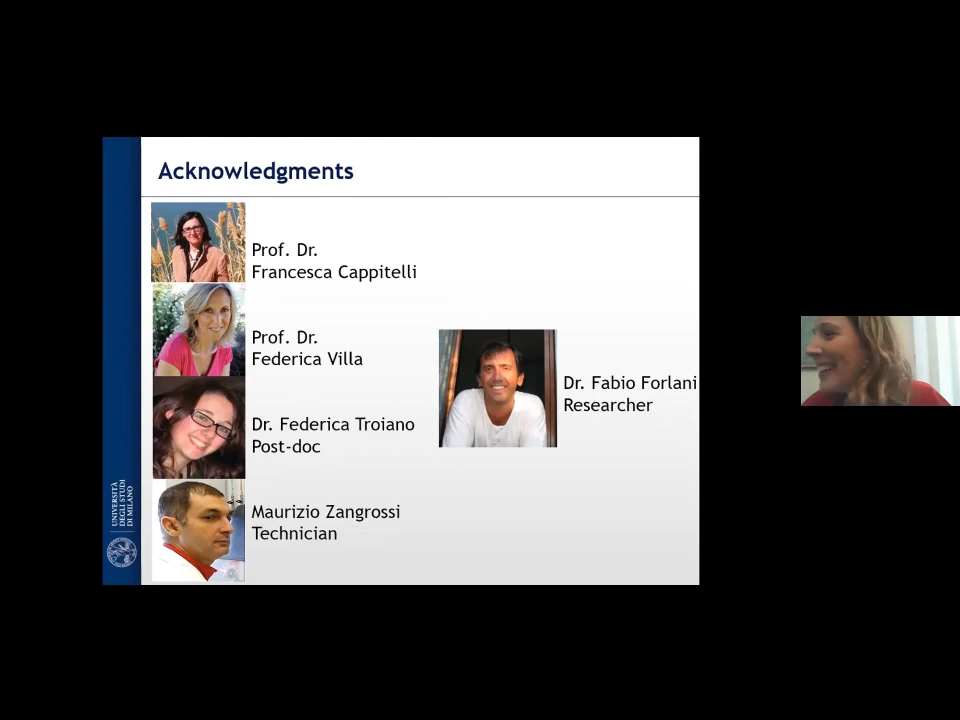 Acknowledgments
Prof. Dr.
Francesca Cappitelli
Prof. Dr.
Federica Villa
Dr. Federica Troiano
Post-doc
Maurizio Zangrossi
Technician
Dr. Fabio Forlani
Researcher
UNIVERSITÀ
DEGLI STUDI
DI MILANO